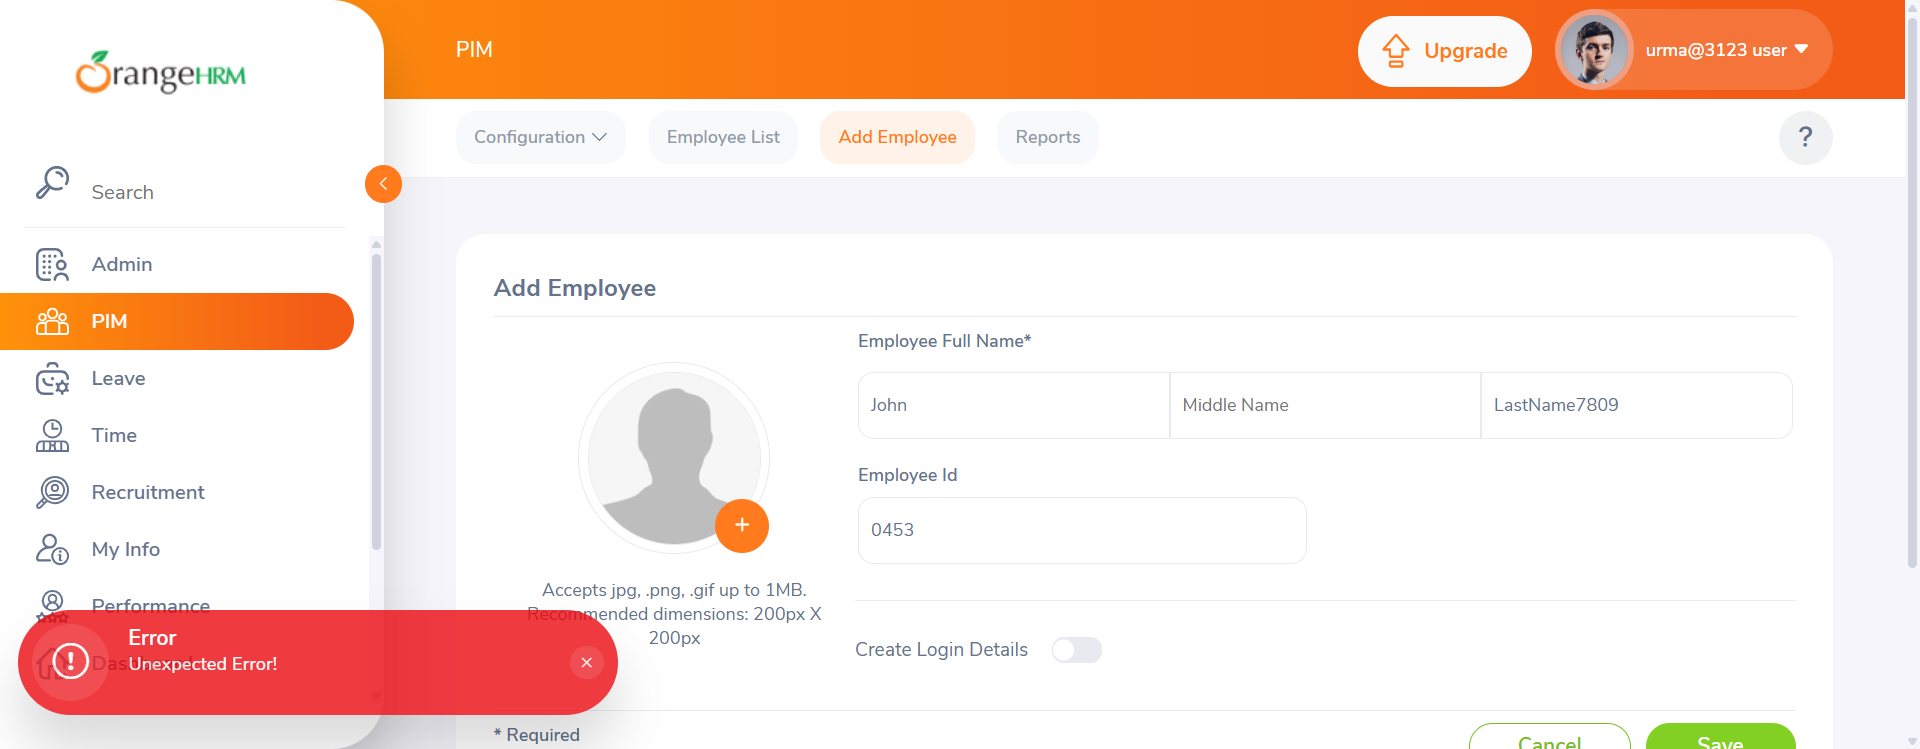 OrangeHRM
PIM
Upgrade
urma@3123 user
Configuration
Employee List
Add Employee
Reports
?
Search
Admin
PIM
Leave
Time
Recruitment
My Info
Performance
Dashboard
Add Employee
Employee Full Name*
John
Middle Name
LastName7809
Employee Id
0453
Accepts jpg, .png, .gif up to 1MB.
Recommended dimensions: 200px X
200px
Create Login Details
* Required
Cancel
Save
Error
Unexpected Error!